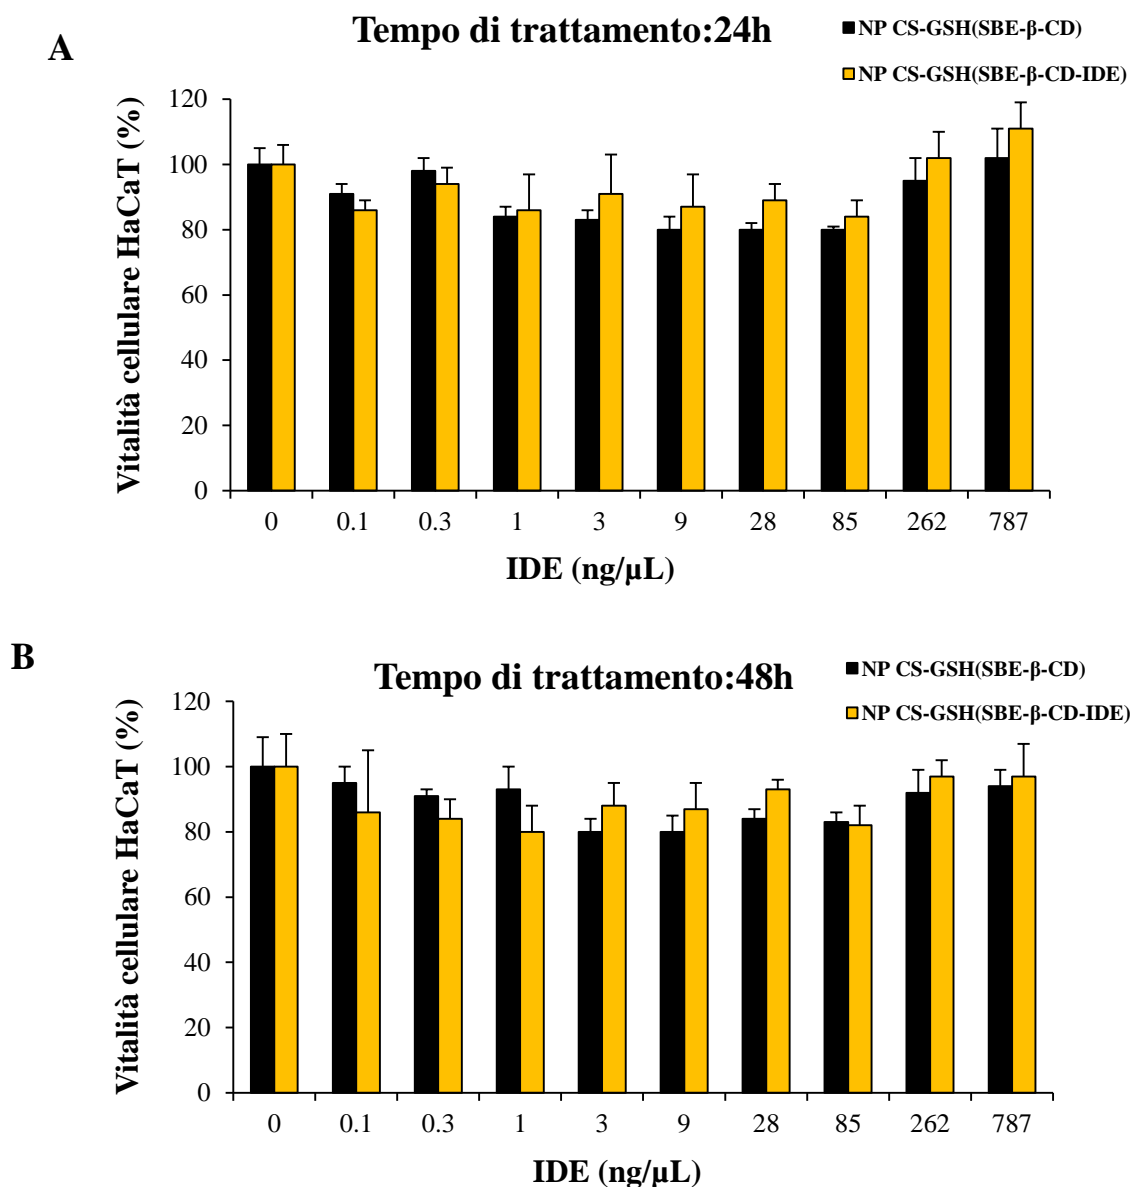 A
Tempo di trattamento:24h
NP CS-GSH(SBE-β-CD)
NP CS-GSH(SBE-β-CD-IDE)
Vitalità cellulare HaCaT (%)
120
100
80
60
40
20
0
0 0.1 0.3 1 3 9 28 85 262 787
IDE (ng/µL)
B
Tempo di trattamento:48h
NP CS-GSH(SBE-β-CD)
NP CS-GSH(SBE-β-CD-IDE)
Vitalità cellulare HaCaT (%)
120
100
80
60
40
20
0
0 0.1 0.3 1 3 9 28 85 262 787
IDE (ng/µL)